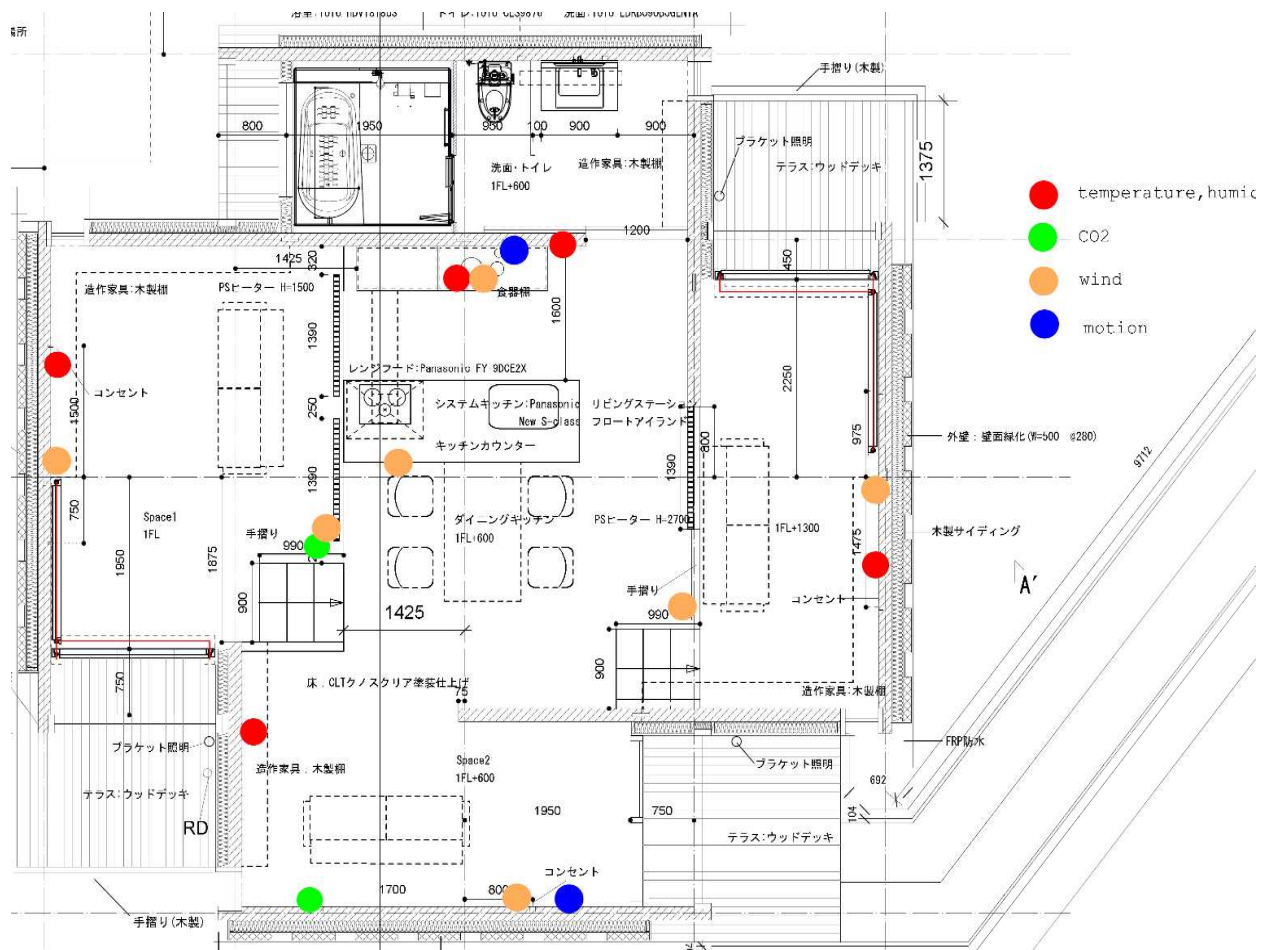 場所
浴室:TOTO HDV1818US
トイレ:TOTO CES9876
洗面:TOTO
手摺り(木製)
800
1950
950
100
900
900
洗面・トイレ
1FL+600
造作家具:木製棚
ブラケット照明
テラス:ウッドデッキ
1375
temperature,humid
CO2
wind
motion
1200
1425
320
450
造作家具:木製棚
PSヒーター H=1500
食器棚
1390
1600
レンジフード:Panasonic FY 9DCE2X
2250
コンセント
1500
250
システムキッチン:Panasonic リビングステーショ
New S-class フロートアイランド
キッチンカウンター
800
975
外壁:壁面緑化(W=500 @280)
9712
1390
1390
750
Space1
1FL
手摺り
ダイニングキッチン
1FL+600
PSヒーター H=2700
1FL+1300
木製サイディング
1950
1875
990
1475
A′
手摺り
コンセント
900
1425
990
900
750
床.CLTクノスクリア塗装仕上げ
75
造作家具:木製棚
ブラケット照明
Space2
1FL+600
ブラケット照明
FRP防水
造作家具.木製棚
692
テラス:ウッドデッキ
1950
750
104
RD
テラス:ウッドデッキ
コンセント
1700
800
手摺り(木製)